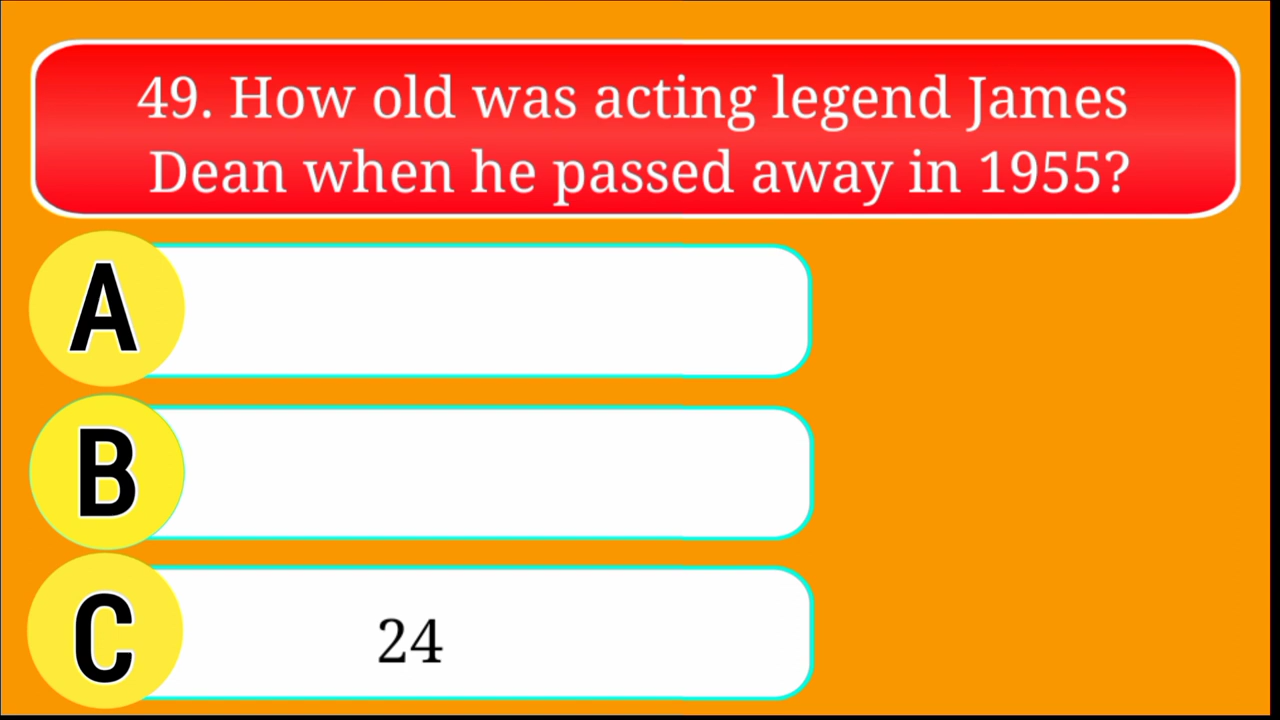 49. How old was acting legend James
Dean when he passed away in 1955?
A
B
C
24